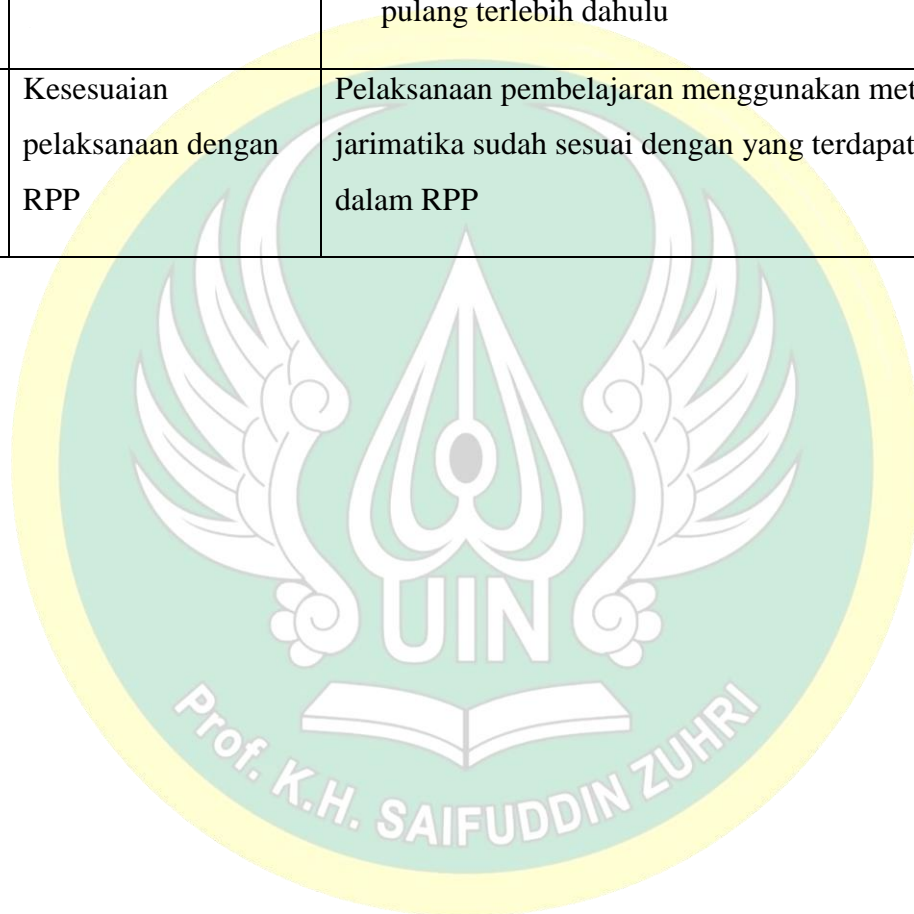 pulang terlebih dahulu
Kesesuaian
pelaksanaan dengan
RPP
Pelaksanaan pembelajaran menggunakan met
jarimatika sudah sesuai dengan yang terdapat
dalam RPP
UIN
Prof. K.H. SAIFUDDIN ZUHRI